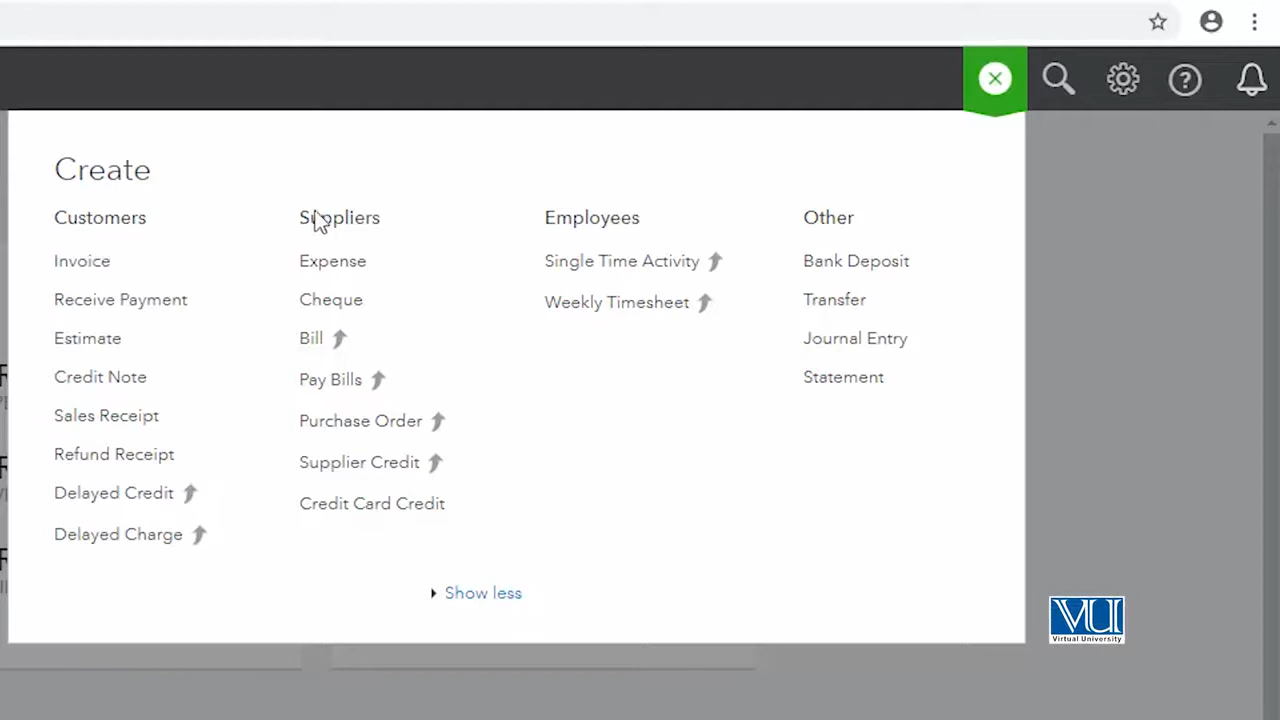 Create
Customers
Invoice
Receive Payment
Estimate
Credit Note
Sales Receipt
Refund Receipt
Delayed Credit
Delayed Charge
Suppliers
Expense
Cheque
Bill
Pay Bills
Purchase Order
Supplier Credit
Credit Card Credit
Employees
Single Time Activity
Weekly Timesheet
Other
Bank Deposit
Transfer
Journal Entry
Statement
Show less
VU
Virtual University